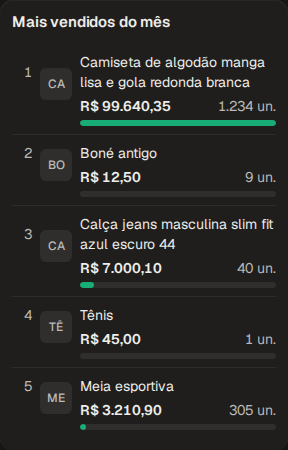 Mais vendidos do mês
1
CA
Camiseta de algodão manga
lisa e gola redonda branca
R$ 99.640,35 1.234 un.
2
BO
Boné antigo
R$ 12,50 9 un.
3
CA
Calça jeans masculina slim fit
azul escuro 44
R$ 7.000,10 40 un.
4
TÊ
Tênis
R$ 45,00 1 un.
5
ME
Meia esportiva
R$ 3.210,90 305 un.